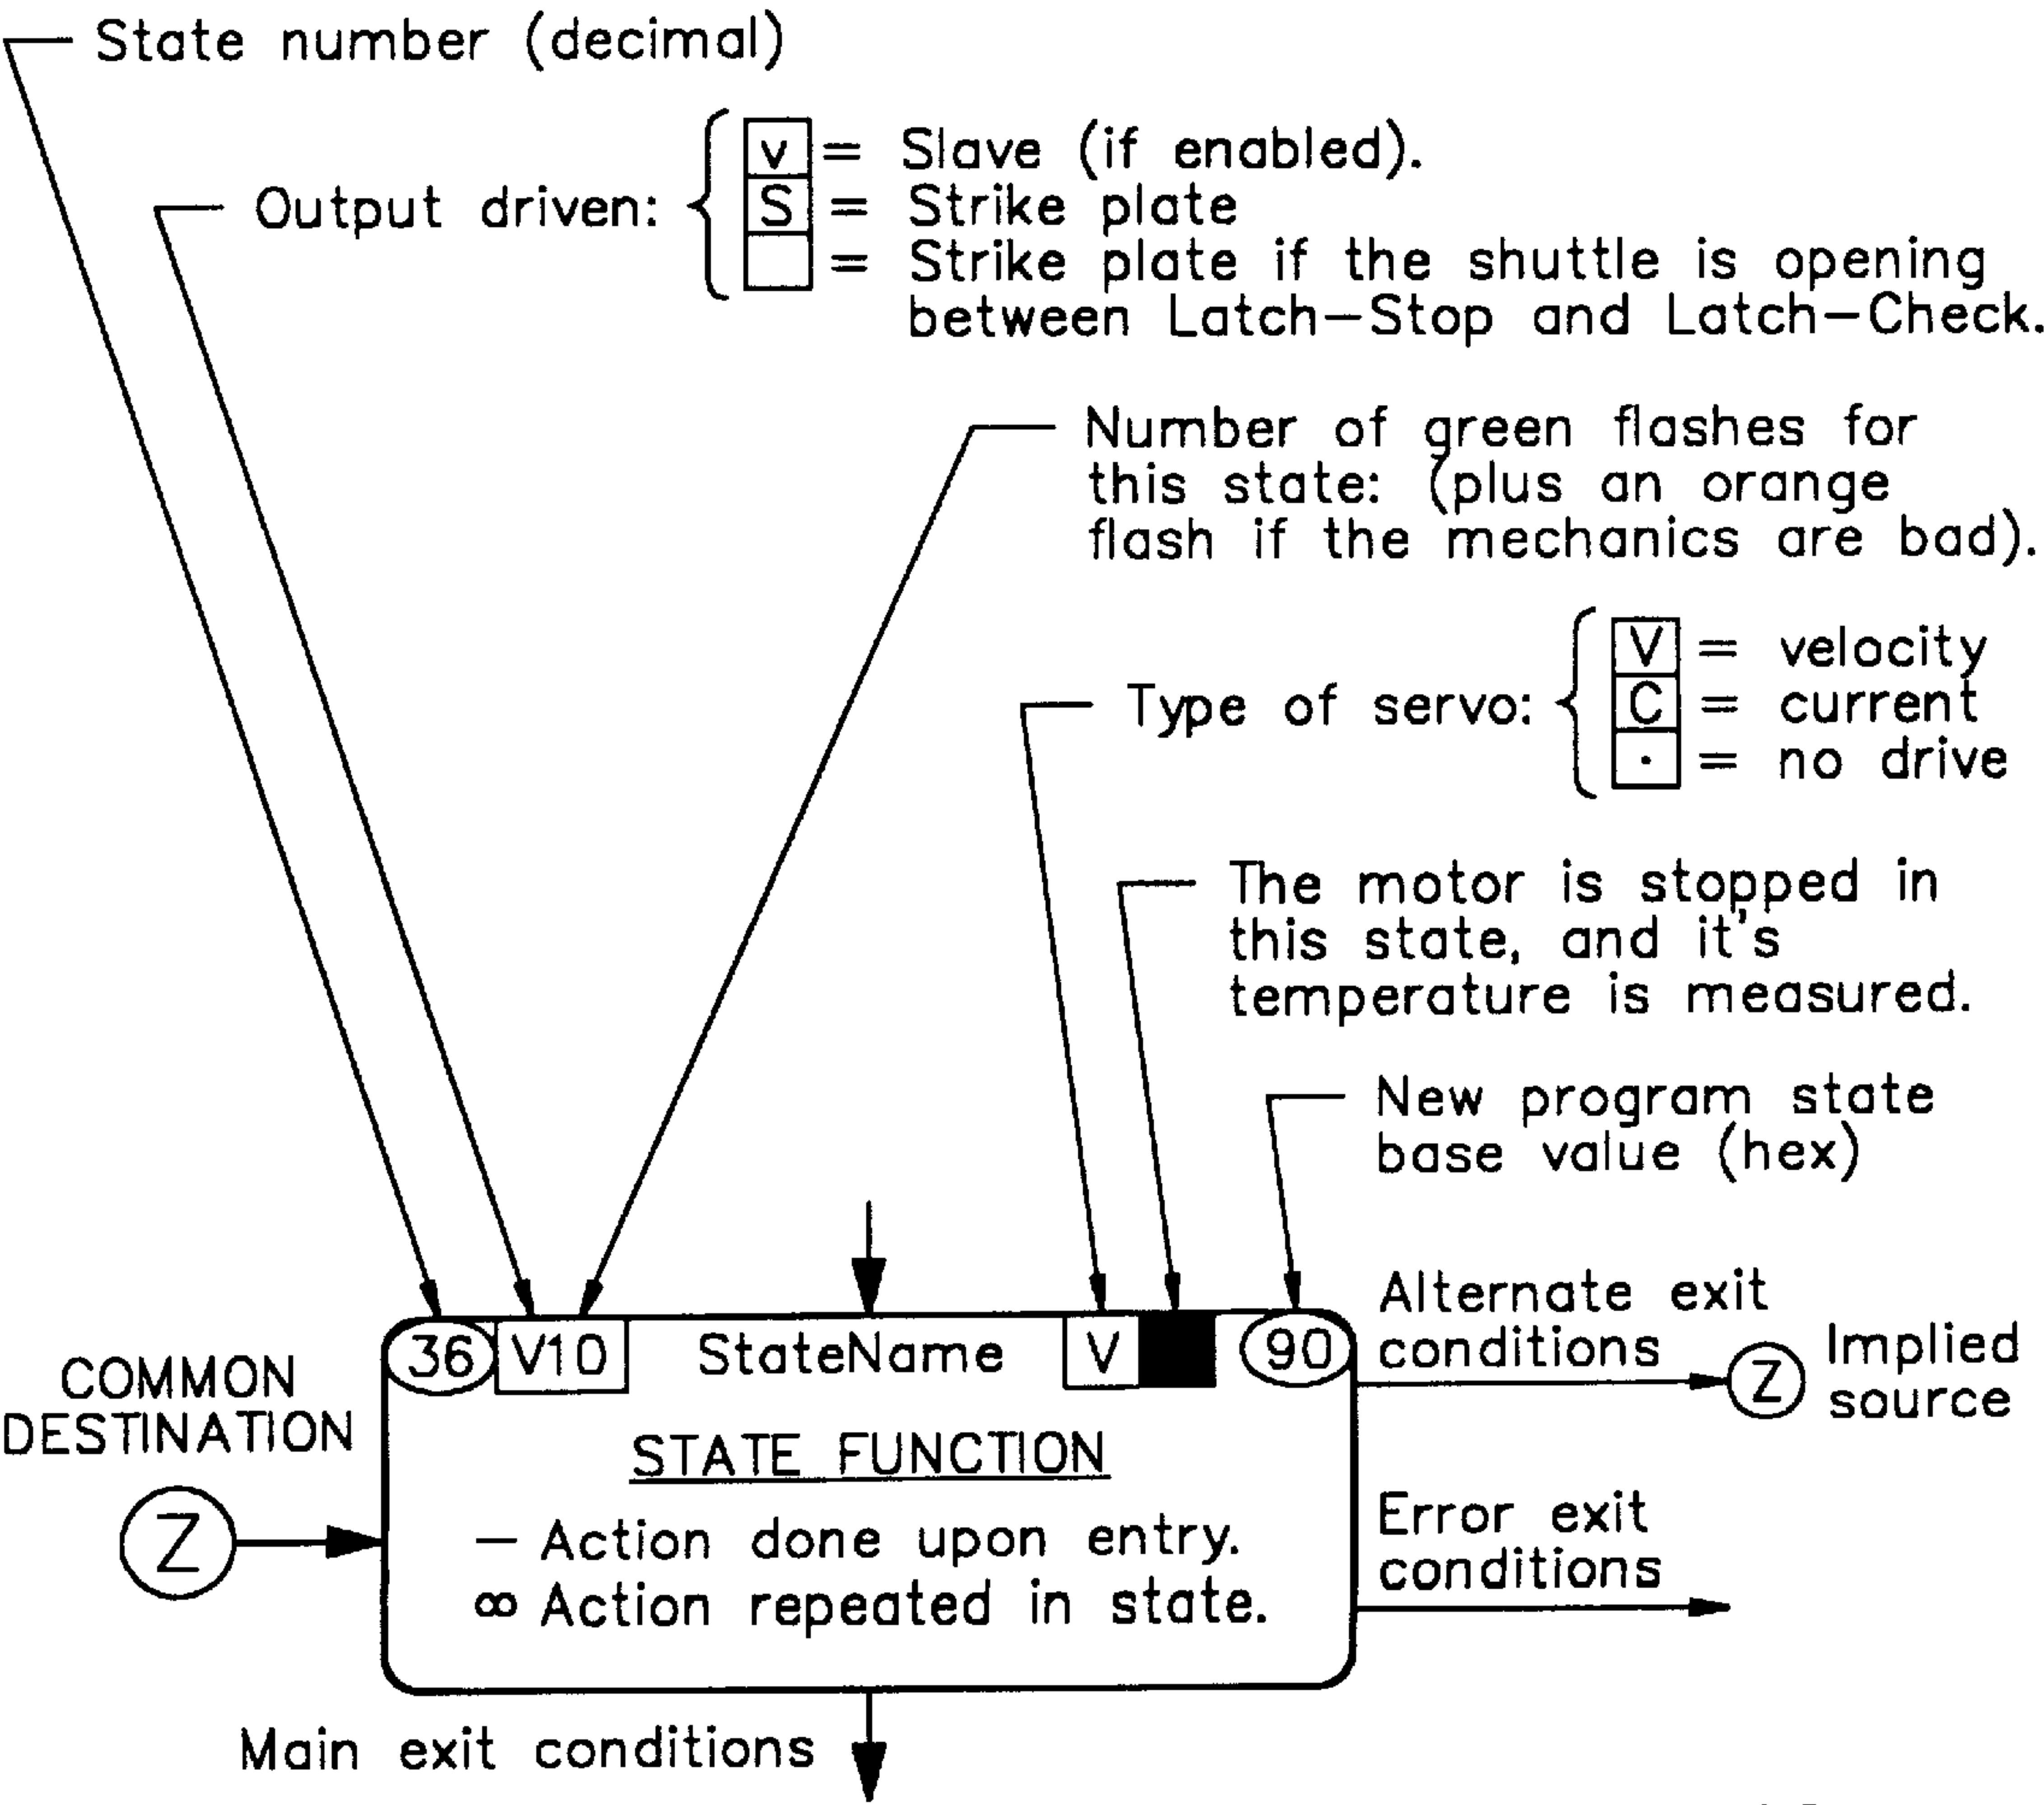 State number (decimal)
Output driven:
v = Slave (if enabled).
S = Strike plate
= Strike plate if the shuttle is opening
between Latch-Stop and Latch-Check.
Number of green flashes for
this state: (plus an orange
flash if the mechanics are bad).
Type of servo:
V = velocity
C = current
· = no drive
The motor is stopped in
this state, and it's
temperature is measured.
New program state
base value (hex)
36 V10 StateName V 90
Alternate exit
conditions
Z
Implied
source
COMMON
DESTINATION
Z
STATE FUNCTION
— Action done upon entry.
∞ Action repeated in state.
Error exit
conditions
Main exit conditions